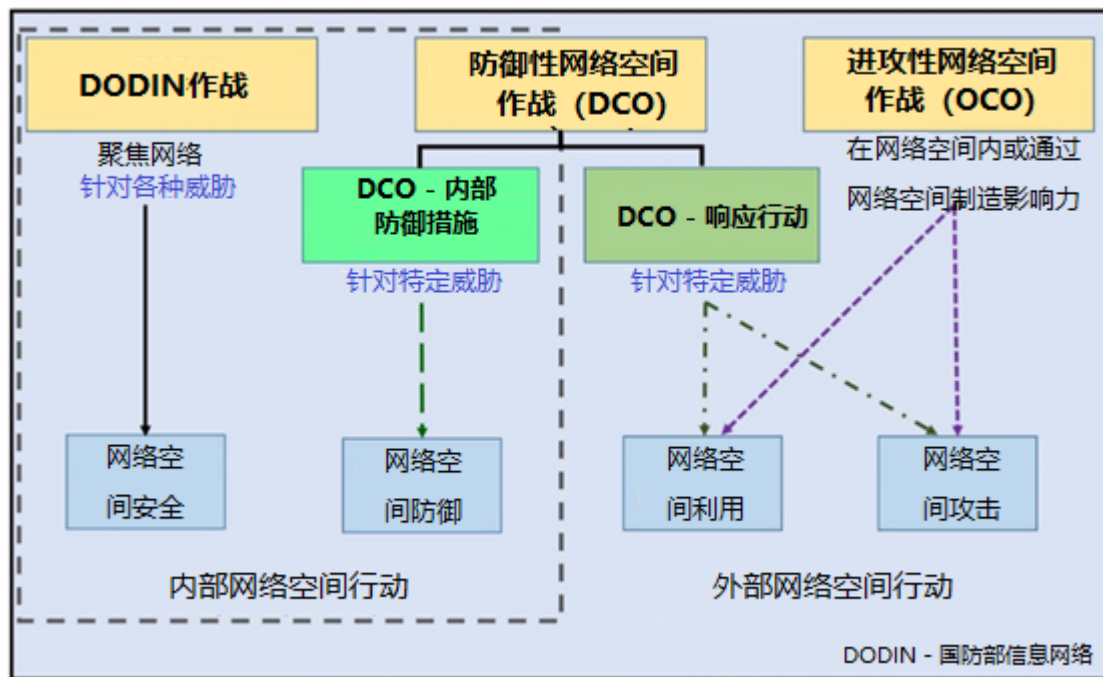 DODIN作战
防御性网络空间
作战（DCO）
进攻性网络空间
作战（OCO）
聚焦网络
针对各种威胁
在网络空间内或通过
网络空间制造影响力
DCO - 内部
防御措施
DCO - 响应行动
针对特定威胁
针对特定威胁
网络空
间安全
网络空
间防御
网络空
间利用
网络空
间攻击
内部网络空间行动
外部网络空间行动
DODIN - 国防部信息网络